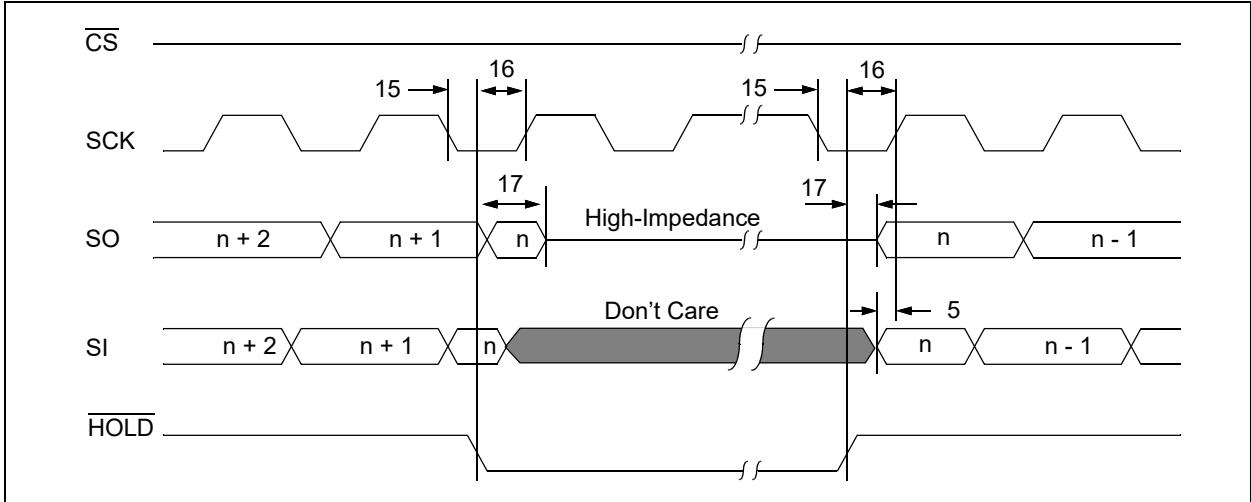 CS
16
16
15
15
SCK
17
17
High-Impedance
SO
n + 2
n + 1
n
n
n - 1
Don't Care
5
SI
n + 2
n + 1
n
n
n - 1
HOLD